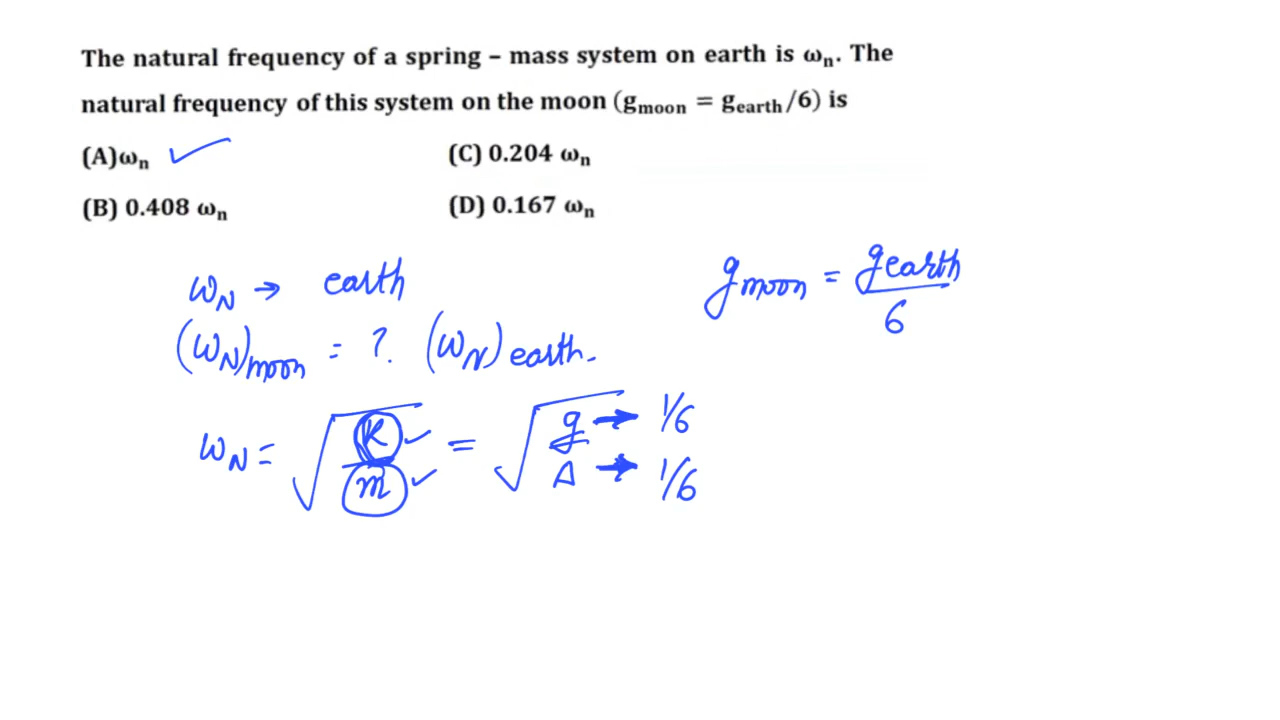 The natural frequency of a spring – mass system on earth is ωn. The
natural frequency of this system on the moon (gmoon = gearth/6) is
(A)ωn (C) 0.204 ωn
(B) 0.408 ωn (D) 0.167 ωn
ωN → earth gmoon = gearth/6
(ωN)moon = ?. (ωN) earth.
ωN = √(K/m) = √(g/Δ) → 1/6 → 1/6